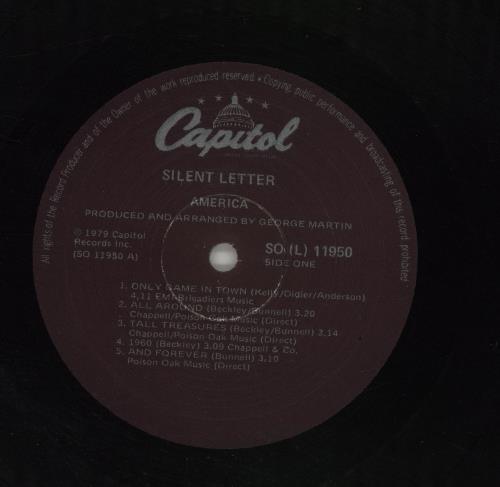 All rights of the Record Producer and of the Owner of the work reproduced reserved • Copying, public performance and broadcasting of this record prohibited
Capitol
SILENT LETTER
AMERICA
PRODUCED AND ARRANGED BY GEORGE MARTIN
℗ 1979 Capitol
Records Inc.
(SO 11950 A)
SO (L) 11950
SIDE ONE
1. ONLY GAME IN TOWN (Kelly/Didier/Anderson)
4.11 EMI/Brileadiers Music
2. ALL AROUND (Beckley/Bunnell) 3.20
Chappell/Poison Oak Music (Direct)
3. TALL TREASURES (Beckley/Bunnell) 3.14
Chappell/Poison Oak Music (Direct)
4. 1960 (Beckley) 3.09 Chappell & Co.
5. AND FOREVER (Bunnell) 3.10
Poison Oak Music (Direct)